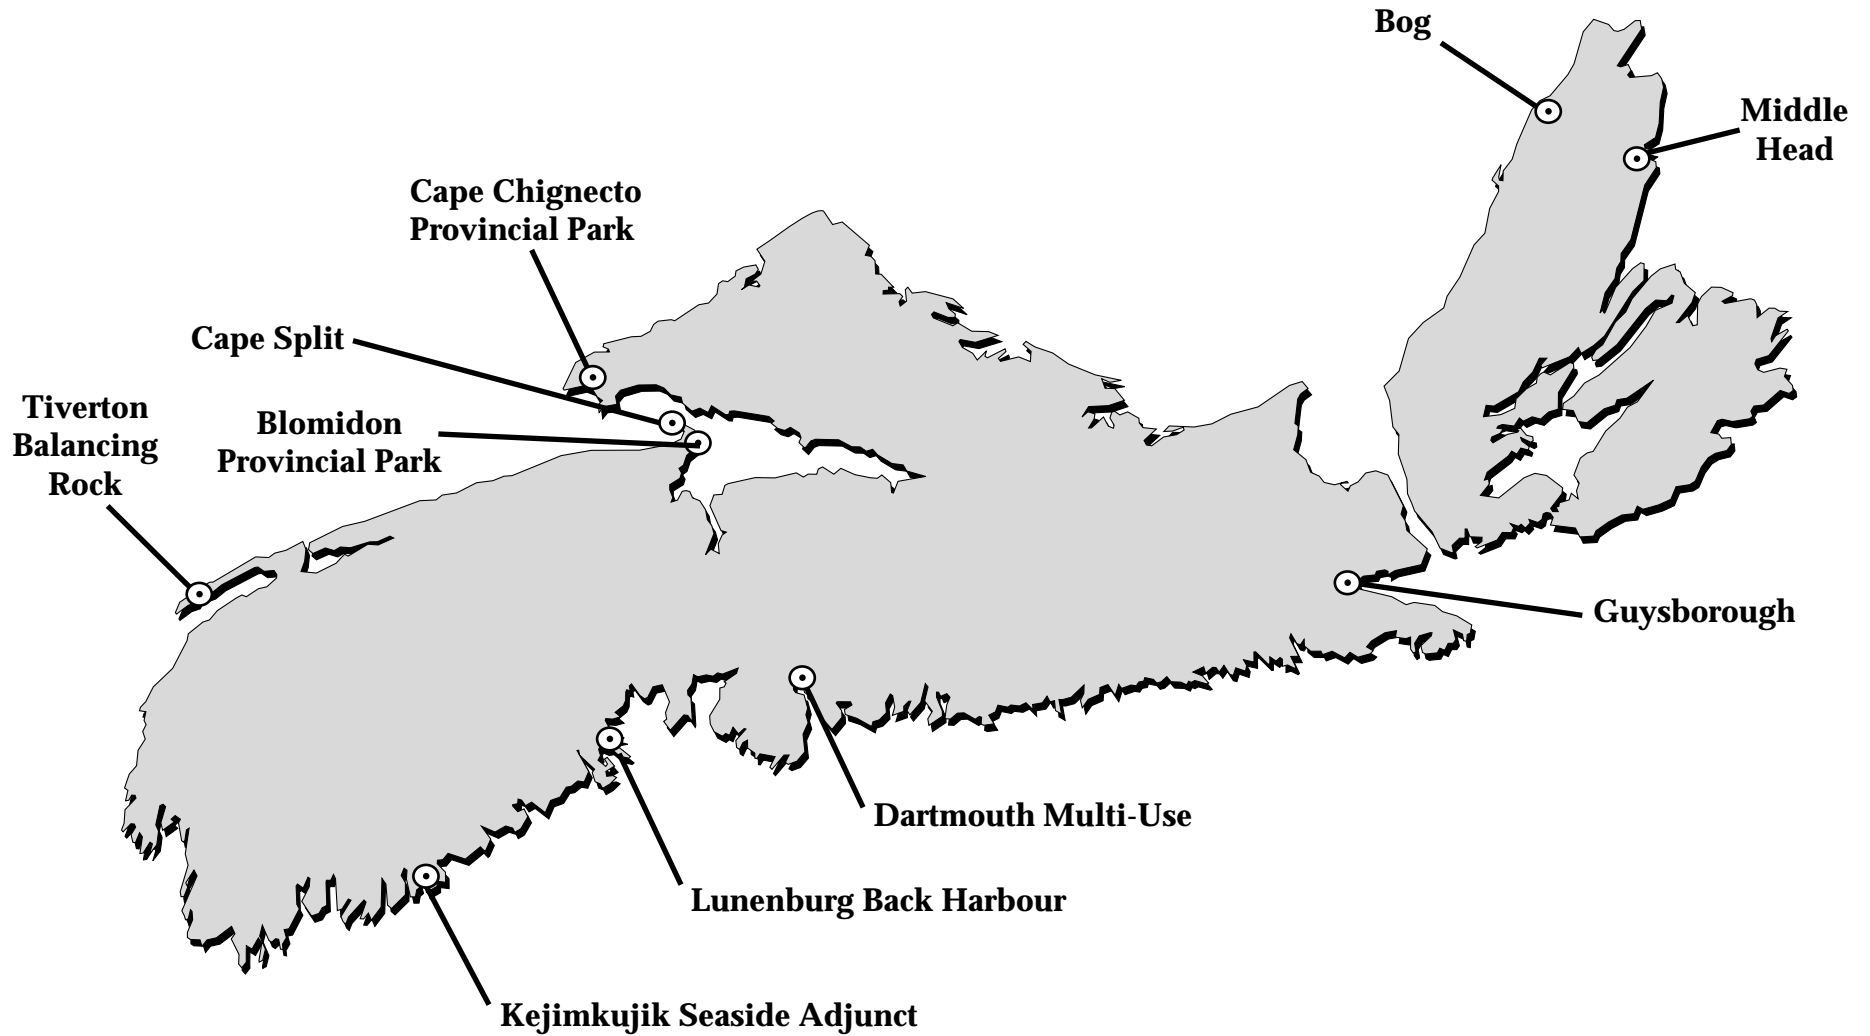 Bog
Middle
Head
Cape Chignecto
Provincial Park
Cape Split
Tiverton
Balancing
Rock
Blomidon
Provincial Park
Guysborough
Dartmouth Multi-Use
Lunenburg Back Harbour
Kejimkujik Seaside Adjunct